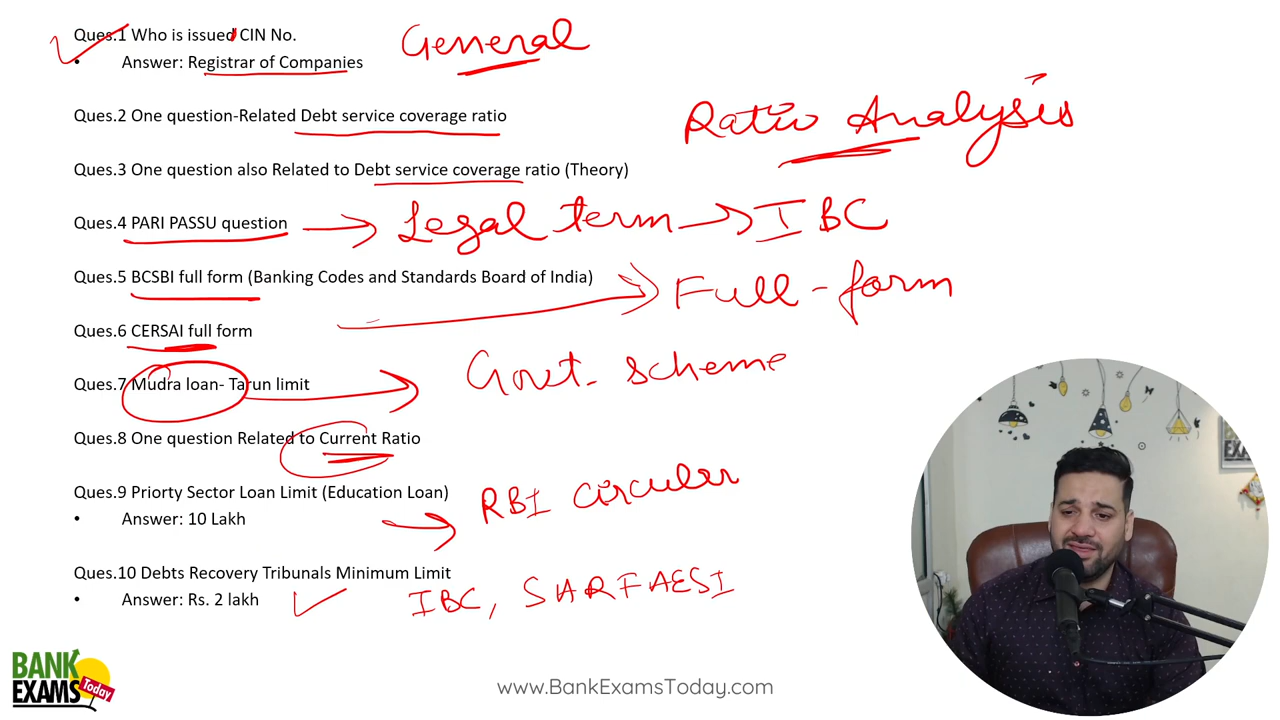 Ques.1 Who is issued CIN No.
• Answer: Registrar of Companies
General
Ques.2 One question-Related Debt service coverage ratio
Ratio Analysis
Ques.3 One question also Related to Debt service coverage ratio (Theory)
Ques.4 PARI PASSU question
Legal term → IBC
Ques.5 BCSBI full form (Banking Codes and Standards Board of India)
Full-form
Ques.6 CERSAI full form
Ques.7 Mudra loan- Tarun limit
Govt. scheme
Ques.8 One question Related to Current Ratio
Ques.9 Priorty Sector Loan Limit (Education Loan)
• Answer: 10 Lakh
RBI Circuler
Ques.10 Debts Recovery Tribunals Minimum Limit
• Answer: Rs. 2 lakh
IBC, SARFAESI
BANK
EXAMS
Today
www.BankExamsToday.com